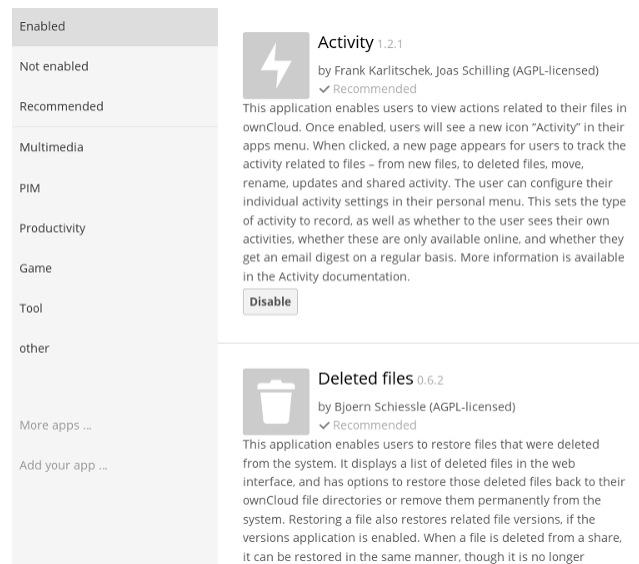 Enabled
Not enabled
Recommended
Multimedia
PIM
Productivity
Game
Tool
other
More apps ...
Add your app ...
Activity 1.2.1
by Frank Karlitschek, Joas Schilling (AGPL-licensed)
Recommended
This application enables users to view actions related to their files in
ownCloud. Once enabled, users will see a new icon “Activity” in their
apps menu. When clicked, a new page appears for users to track the
activity related to files – from new files, to deleted files, move,
rename, updates and shared activity. The user can configure their
individual activity settings in their personal menu. This sets the type
of activity to record, as well as whether to the user sees their own
activities, whether these are only available online, and whether they
get an email digest on a regular basis. More information is available
in the Activity documentation.
Disable
Deleted files 0.6.2
by Bjoern Schiessle (AGPL-licensed)
Recommended
This application enables users to restore files that were deleted
from the system. It displays a list of deleted files in the web
interface, and has options to restore those deleted files back to their
ownCloud file directories or remove them permanently from the
system. Restoring a file also restores related file versions, if the
versions application is enabled. When a file is deleted from a share,
it can be restored in the same manner, though it is no longer